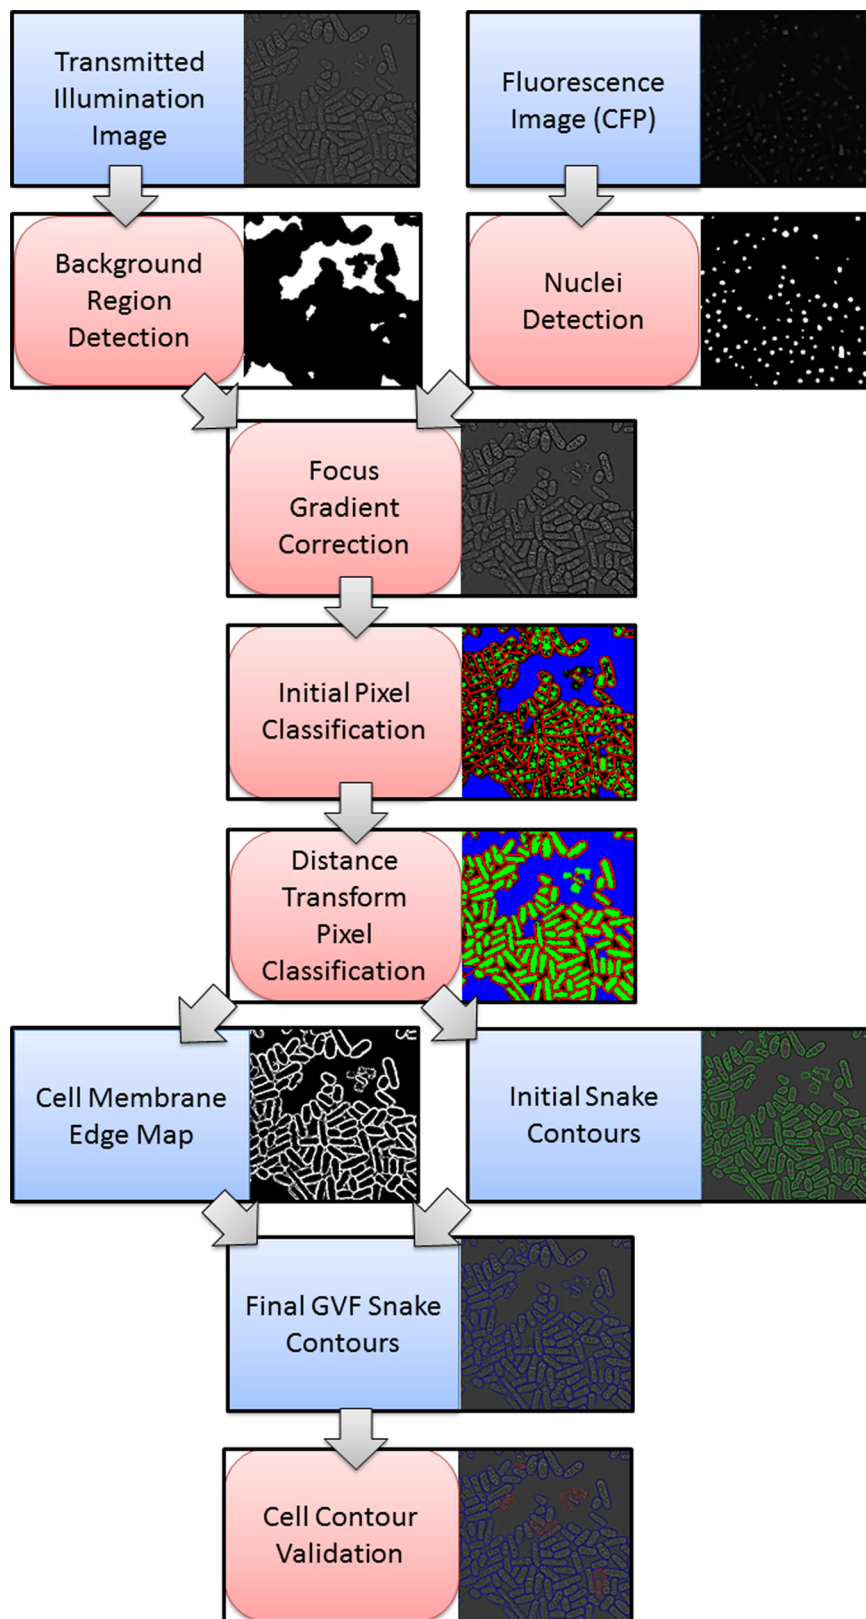 Transmitted
Illumination
Image
Fluorescence
Image (CFP)
Background
Region
Detection
Nuclei
Detection
Focus
Gradient
Correction
Initial Pixel
Classification
Distance
Transform
Pixel
Classification
Cell Membrane
Edge Map
Initial Snake
Contours
Final GVF Snake
Contours
Cell Contour
Validation